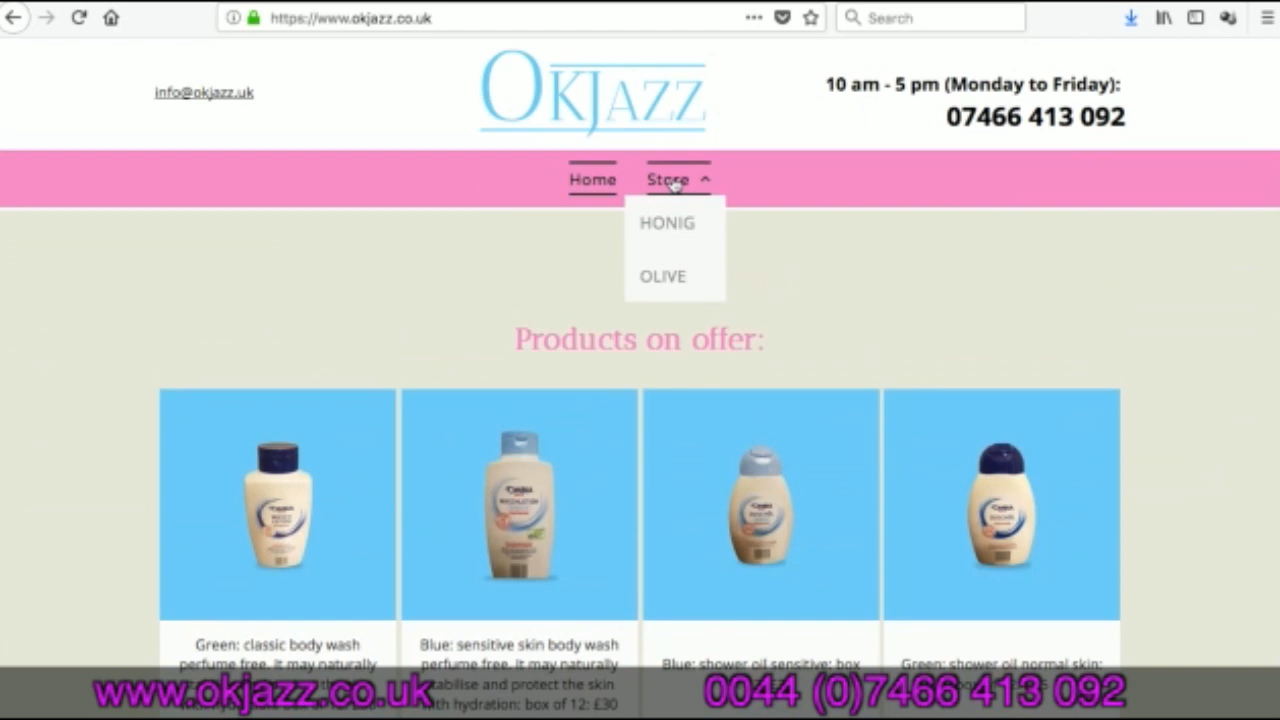 https://www.okjazz.co.uk
Search
info@okjazz.uk
OKJAZZ
10 am - 5 pm (Monday to Friday):
07466 413 092
Home
Store
HONIG
OLIVE
Products on offer:
Green: classic body wash
perfume free. It may naturally
Blue: sensitive skin body wash
perfume free. It may naturally
stabilise and protect the skin
with hydration: box of 12: £30
Blue: shower oil sensitive: box
Green: shower oil normal skin:
www.okjazz.co.uk
0044 (0)7466 413 092